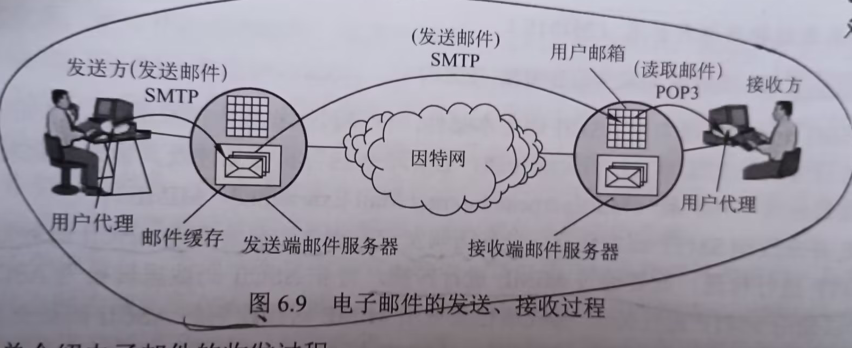 (发送邮件)
SMTP
用户邮箱
发送方(发送邮件)
SMTP
(读取邮件)
POP3
接收方
因特网
用户代理
邮件缓存
发送端邮件服务器
接收端邮件服务器
用户代理
图 6.9 电子邮件的发送、接收过程